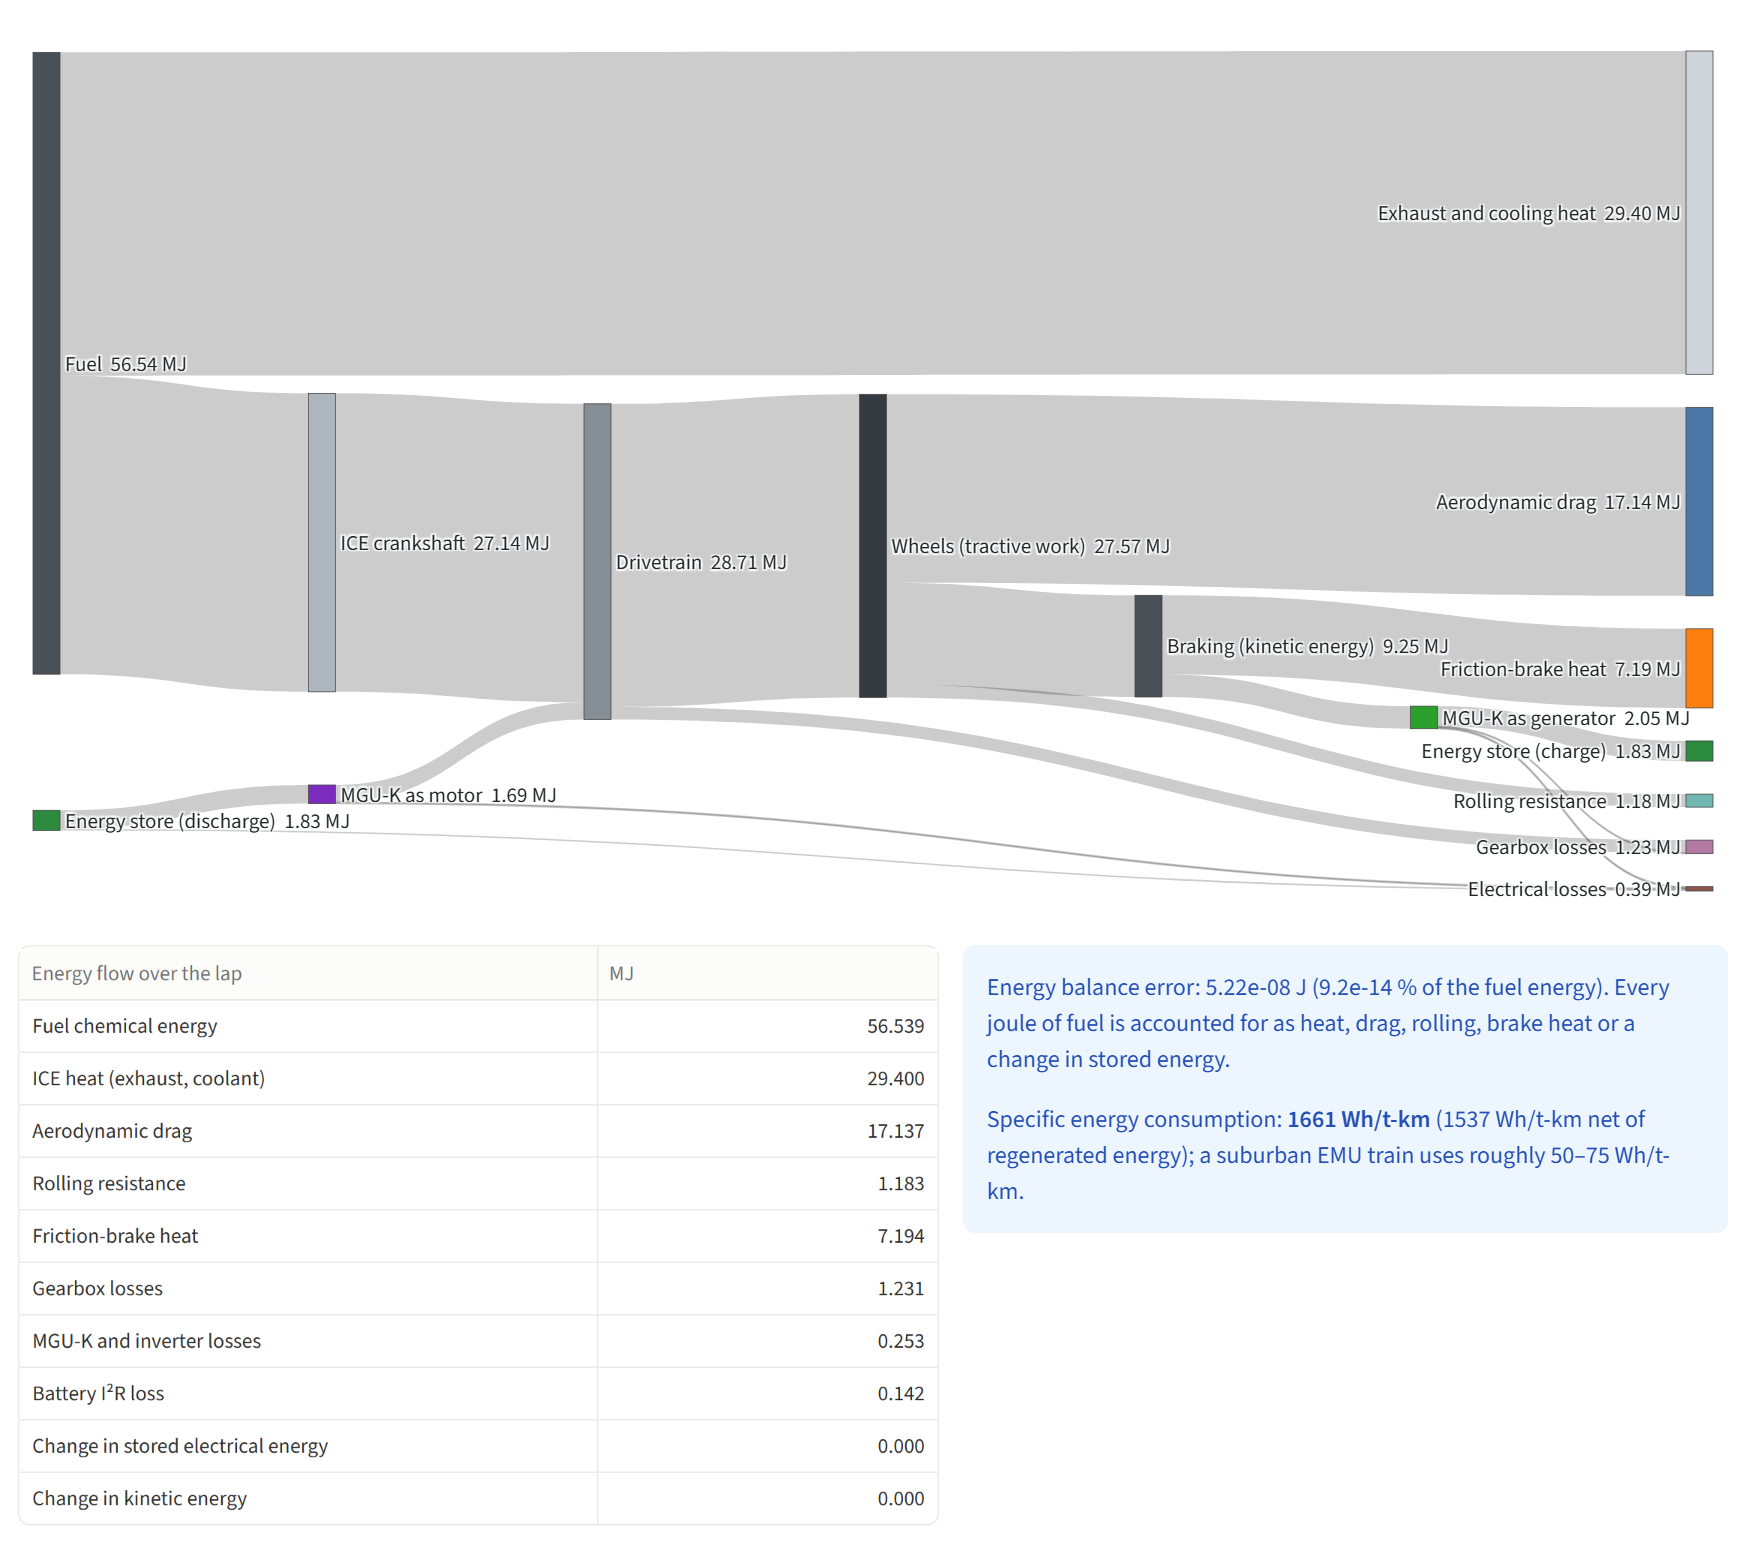 Exhaust and cooling heat 29.40 MJ
Fuel 56.54 MJ
Aerodynamic drag 17.14 MJ
ICE crankshaft 27.14 MJ
Wheels (tractive work) 27.57 MJ
Drivetrain 28.71 MJ
Braking (kinetic energy) 9.25 MJ
Friction-brake heat 7.19 MJ
MGU-K as generator 2.05 MJ
Energy store (charge) 1.83 MJ
MGU-K as motor 1.69 MJ
Rolling resistance 1.18 MJ
Energy store (discharge) 1.83 MJ
Gearbox losses 1.23 MJ
Electrical losses 0.39 MJ
Energy flow over the lap MJ
Fuel chemical energy 56.539
ICE heat (exhaust, coolant) 29.400
Aerodynamic drag 17.137
Rolling resistance 1.183
Friction-brake heat 7.194
Gearbox losses 1.231
MGU-K and inverter losses 0.253
Battery I²R loss 0.142
Change in stored electrical energy 0.000
Change in kinetic energy 0.000
Energy balance error: 5.22e-08 J (9.2e-14 % of the fuel energy). Every
joule of fuel is accounted for as heat, drag, rolling, brake heat or a
change in stored energy.
Specific energy consumption: 1661 Wh/t-km (1537 Wh/t-km net of
regenerated energy); a suburban EMU train uses roughly 50–75 Wh/t-
km.